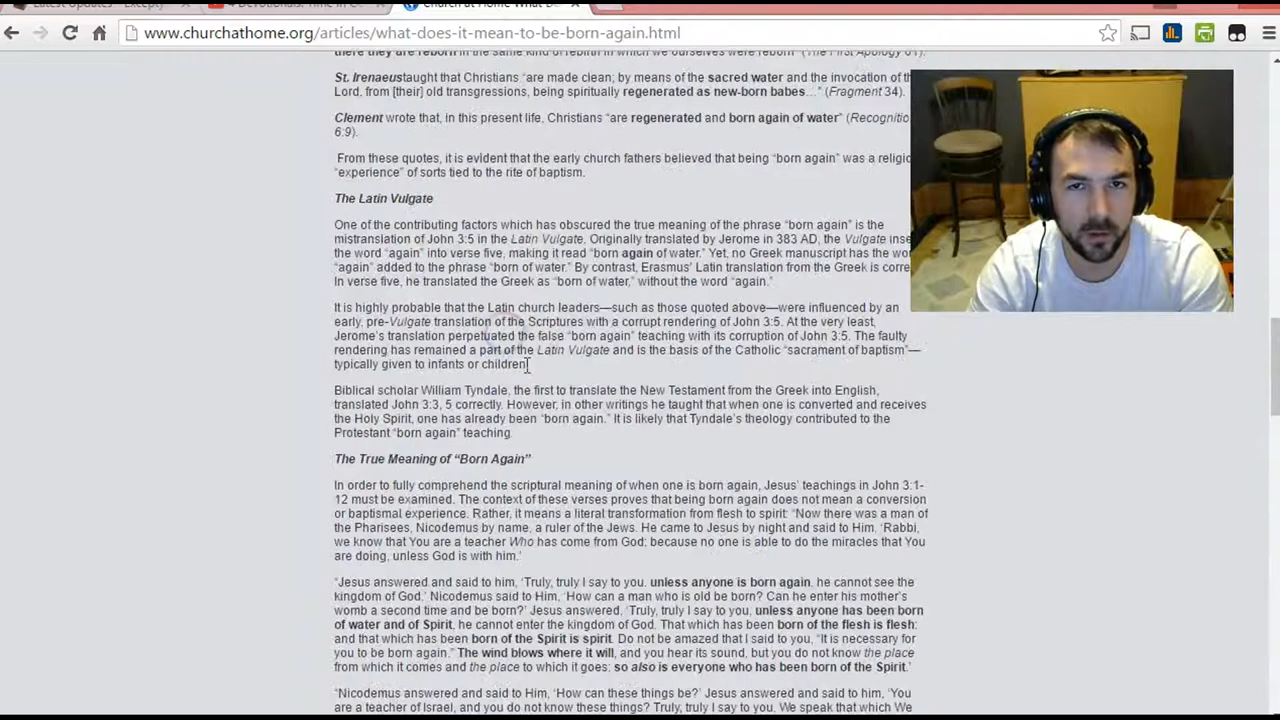 Latest Updates - Excepty
4 Devotionals: Time in Ge
Church at Home What Do
www.churchathome.org/articles/what-does-it-mean-to-be-born-again.html
there they are reborn in the same kind of rebirth in which we ourselves were reborn" (The First Apology 61).
St. Irenaeustaught that Christians "are made clean; by means of the sacred water and the invocation of th
Lord, from [their] old transgressions, being spiritually regenerated as new-born babes…" (Fragment 34).
Clement wrote that, in this present life, Christians "are regenerated and born again of water" (Recognitio
6:9).
From these quotes, it is evident that the early church fathers believed that being "born again" was a religio
"experience" of sorts tied to the rite of baptism.
The Latin Vulgate
One of the contributing factors which has obscured the true meaning of the phrase "born again" is the
mistranslation of John 3:5 in the Latin Vulgate. Originally translated by Jerome in 383 AD, the Vulgate inse
the word "again" into verse five, making it read "born again of water." Yet, no Greek manuscript has the wor
"again" added to the phrase "born of water." By contrast, Erasmus' Latin translation from the Greek is corre
In verse five, he translated the Greek as "born of water," without the word "again."
It is highly probable that the Latin church leaders—such as those quoted above—were influenced by an
early, pre-Vulgate translation of the Scriptures with a corrupt rendering of John 3:5. At the very least,
Jerome's translation perpetuated the false "born again" teaching with its corruption of John 3:5. The faulty
rendering has remained a part of the Latin Vulgate and is the basis of the Catholic "sacrament of baptism"—
typically given to infants or children.
Biblical scholar William Tyndale, the first to translate the New Testament from the Greek into English,
translated John 3:3, 5 correctly. However, in other writings he taught that when one is converted and receives
the Holy Spirit, one has already been "born again." It is likely that Tyndale's theology contributed to the
Protestant "born again" teaching.
The True Meaning of "Born Again"
In order to fully comprehend the scriptural meaning of when one is born again, Jesus' teachings in John 3:1-
12 must be examined. The context of these verses proves that being born again does not mean a conversion
or baptismal experience. Rather, it means a literal transformation from flesh to spirit: "Now there was a man of
the Pharisees, Nicodemus by name, a ruler of the Jews. He came to Jesus by night and said to Him, 'Rabbi,
we know that You are a teacher Who has come from God; because no one is able to do the miracles that You
are doing, unless God is with him.'
"Jesus answered and said to him, 'Truly, truly I say to you, unless anyone is born again, he cannot see the
kingdom of God.' Nicodemus said to Him, 'How can a man who is old be born? Can he enter his mother's
womb a second time and be born?' Jesus answered, 'Truly, truly I say to you, unless anyone has been born
of water and of Spirit, he cannot enter the kingdom of God. That which has been born of the flesh is flesh;
and that which has been born of the Spirit is spirit. Do not be amazed that I said to you, "It is necessary for
you to be born again." The wind blows where it will, and you hear its sound, but you do not know the place
from which it comes and the place to which it goes; so also is everyone who has been born of the Spirit.'
"Nicodemus answered and said to Him, 'How can these things be?' Jesus answered and said to him, 'You
are a teacher of Israel, and you do not know these things? Truly, truly I say to you, We speak that which We